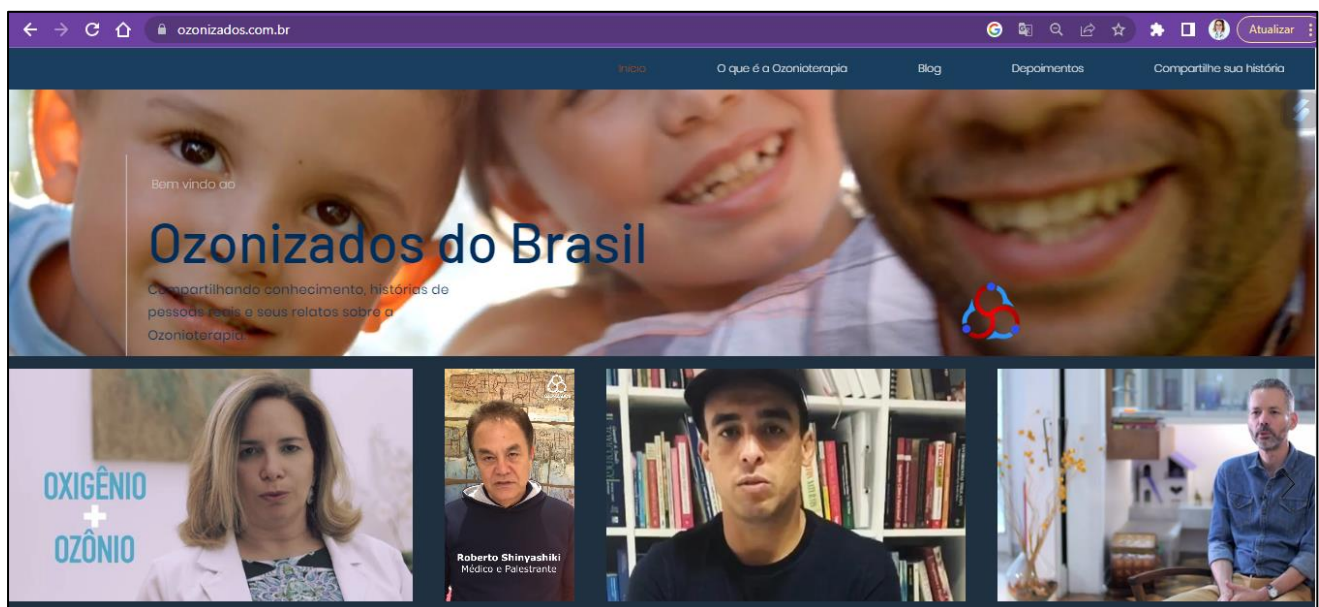 ozonizados.com.br
Atualizar
Início
O que é a Ozonioterapia
Blog
Depoimentos
Compartilhe sua história
Bem vindo ao
Ozonizados do Brasil
Compartilhando conhecimento, histórias de
pessoas reais e seus relatos sobre a
Ozonioterapia.
OXIGÊNIO
+
OZÔNIO
Roberto Shinyashiki
Médico e Palestrante